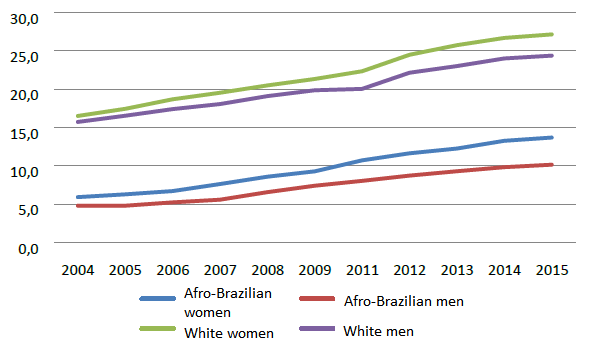 30,0
25,0
20,0
15,0
10,0
5,0
0,0
2004 2005 2006 2007 2008 2009 2011 2012 2013 2014 2015
Afro-Brazilian women
Afro-Brazilian men
White women
White men